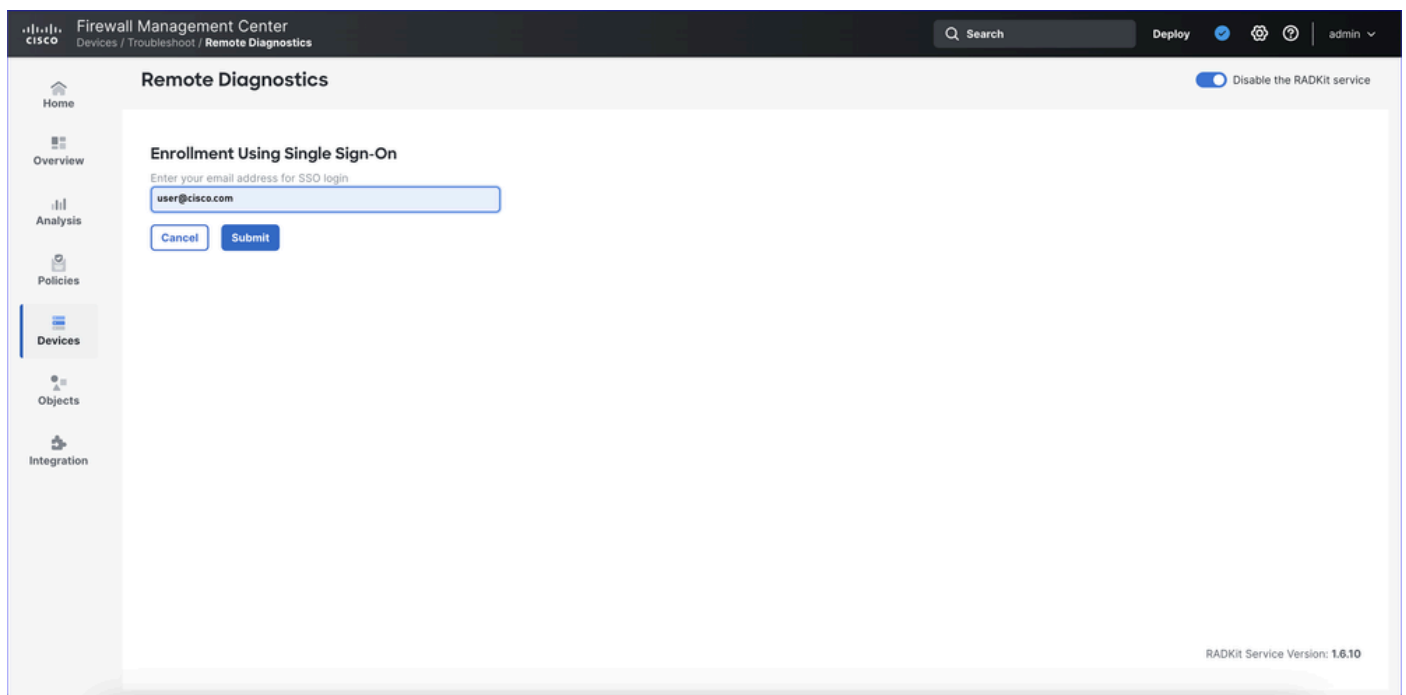 CISCO
Firewall Management Center
Devices / Troubleshoot / Remote Diagnostics
Search
Deploy
admin
Home
Overview
Analysis
Policies
Devices
Objects
Integration
Remote Diagnostics
Disable the RADKit service
Enrollment Using Single Sign-On
Enter your email address for SSO login
user@cisco.com
Cancel
Submit
RADKit Service Version: 1.6.10